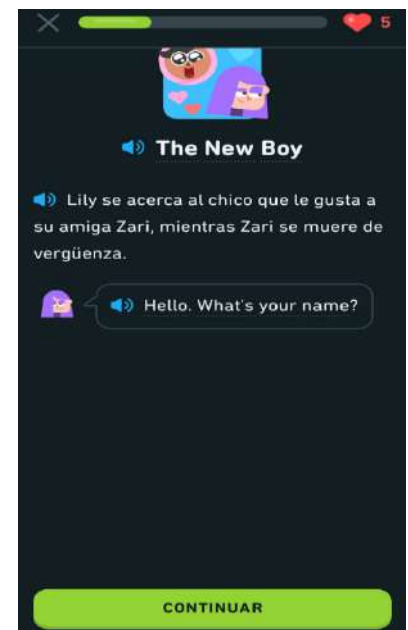 5
The New Boy
Lily se acerca al chico que le gusta a
su amiga Zari, mientras Zari se muere de
vergüenza.
Hello. What's your name?
CONTINUAR